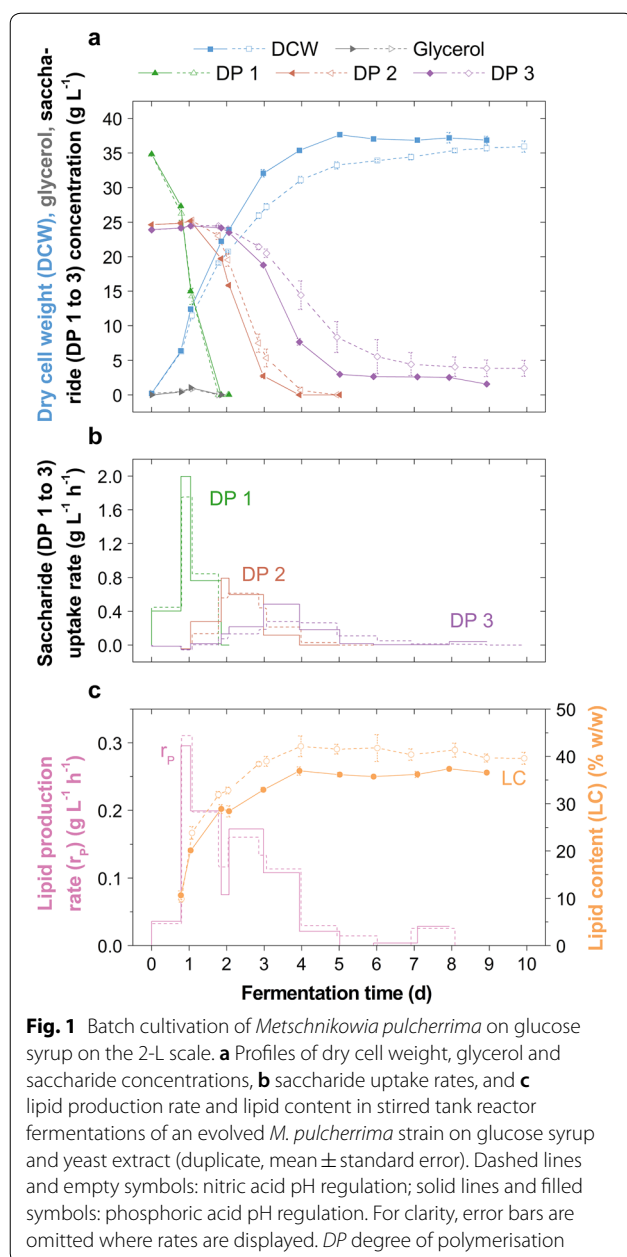 a
DCW Glycerol
DP 1 DP 2 DP 3
Dry cell weight (DCW), glycerol, saccha-
ride (DP 1 to 3) concentration (g L⁻¹)
40
35
30
25
20
15
10
5
0
b
Saccharide (DP 1 to 3)
uptake rate (g L⁻¹ h⁻¹)
2.0
1.6
1.2
0.8
0.4
0.0
DP 1
DP 2
DP 3
c
Lipid production
rate (rP) (g L⁻¹ h⁻¹)
0.3
0.2
0.1
0.0
rP
LC
50
40
30
20
10
0
Lipid content (LC) (% w/w)
0 1 2 3 4 5 6 7 8 9 10
Fermentation time (d)
Fig. 1 Batch cultivation of Metschnikowia pulcherrima on glucose
syrup on the 2-L scale. a Profiles of dry cell weight, glycerol and
saccharide concentrations, b saccharide uptake rates, and c
lipid production rate and lipid content in stirred tank reactor
fermentations of an evolved M. pulcherrima strain on glucose syrup
and yeast extract (duplicate, mean ± standard error). Dashed lines
and empty symbols: nitric acid pH regulation; solid lines and filled
symbols: phosphoric acid pH regulation. For clarity, error bars are
omitted where rates are displayed. DP degree of polymerisation